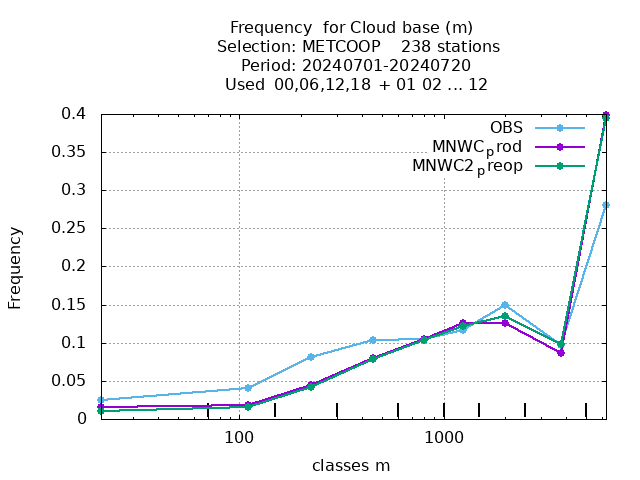 Frequency  for Cloud base (m)
Selection: METCOOP    238 stations
Period: 20240701-20240720
Used  00,06,12,18 + 01 02 ... 12
OBS
MNWCprod
MNWC2preop
0.4
0.35
0.3
0.25
0.2
0.15
0.1
0.05
0
Frequency
100
1000
classes m